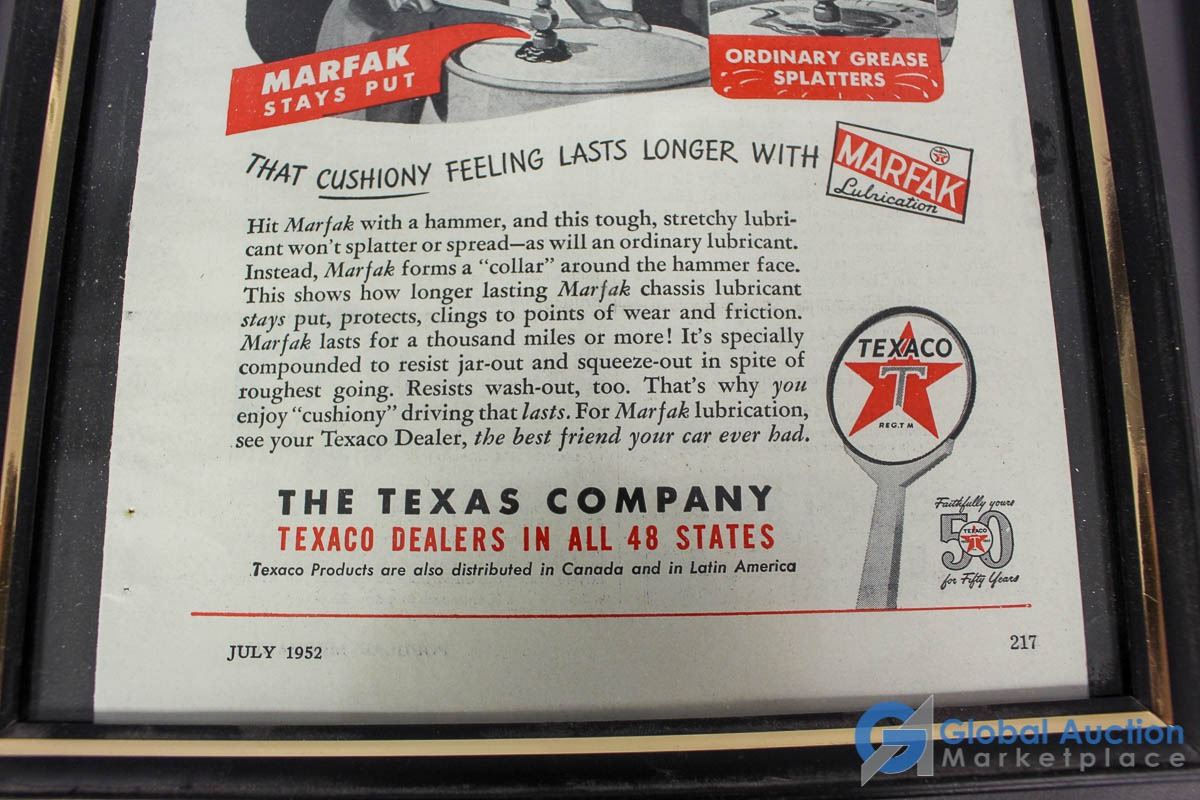 MARFAK
STAYS PUT
ORDINARY GREASE
SPLATTERS
THAT CUSHIONY FEELING LASTS LONGER WITH
MARFAK
Lubrication
Hit Marfak with a hammer, and this tough, stretchy lubri-
cant won't splatter or spread—as will an ordinary lubricant.
Instead, Marfak forms a "collar" around the hammer face.
This shows how longer lasting Marfak chassis lubricant
stays put, protects, clings to points of wear and friction.
Marfak lasts for a thousand miles or more! It's specially
compounded to resist jar-out and squeeze-out in spite of
roughest going. Resists wash-out, too. That's why you
enjoy "cushiony" driving that lasts. For Marfak lubrication,
see your Texaco Dealer, the best friend your car ever had.
TEXACO
T
REG. T M
THE TEXAS COMPANY
TEXACO DEALERS IN ALL 48 STATES
Texaco Products are also distributed in Canada and in Latin America
Faithfully yours
50
TEXACO
for Fifty Years
JULY 1952
217
Global Auction
Marketplace